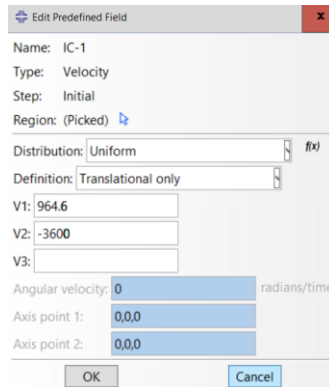 Edit Predefined Field x
Name: IC-1
Type: Velocity
Step: Initial
Region: (Picked)
Distribution: Uniform f(x)
Definition: Translational only
V1: 964.6
V2: -3600
V3:
Angular velocity: 0 radians/time
Axis point 1: 0,0,0
Axis point 2: 0,0,0
OK Cancel